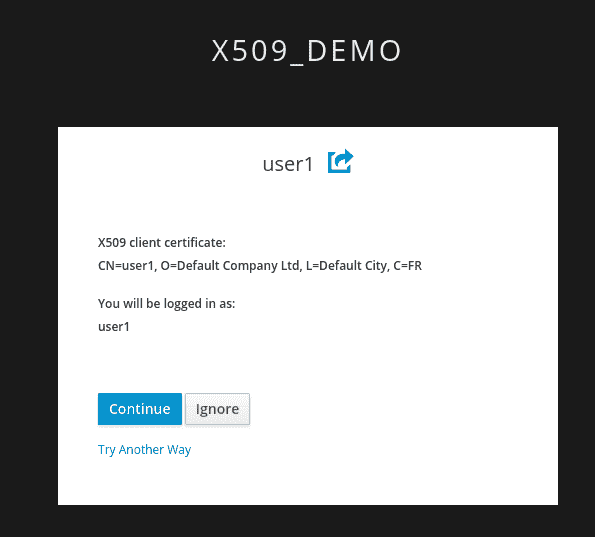 X509_DEMO
user1
X509 client certificate:
CN=user1, O=Default Company Ltd, L=Default City, C=FR
You will be logged in as:
user1
Continue Ignore
Try Another Way